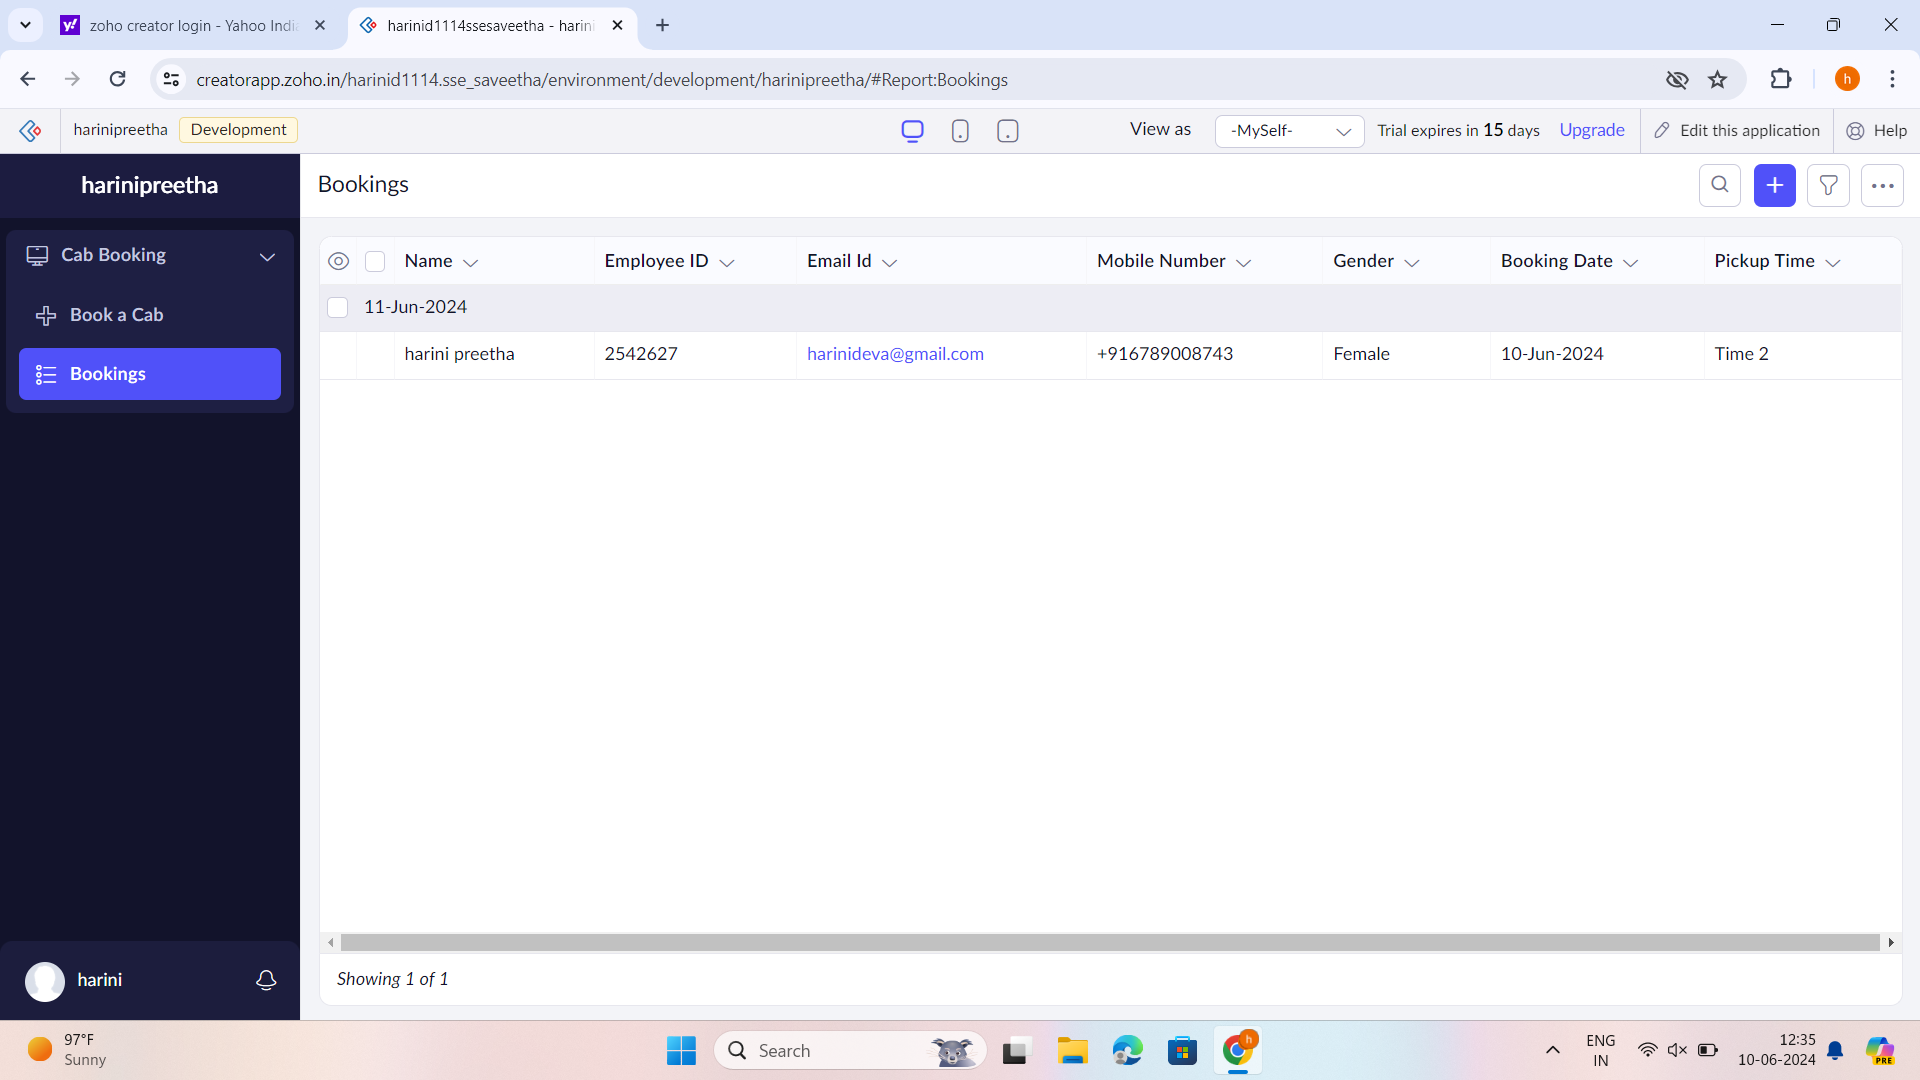 zoho creator login - Yahoo Indi
harinid1114ssesaveetha - harini
creatorapp.zoho.in/harinid1114.sse_saveetha/environment/development/harinipreetha/#Report:Bookings
h
harinipreetha
Development
View as
-MySelf-
Trial expires in 15 days
Upgrade
Edit this application
Help
harinipreetha
Cab Booking
Book a Cab
Bookings
harini
Bookings
Name Employee ID Email Id Mobile Number Gender Booking Date Pickup Time
11-Jun-2024
harini preetha 2542627 harinideva@gmail.com +916789008743 Female 10-Jun-2024 Time 2
Showing 1 of 1
97°F
Sunny
Search
h
ENG
IN
12:35
10-06-2024
PRE